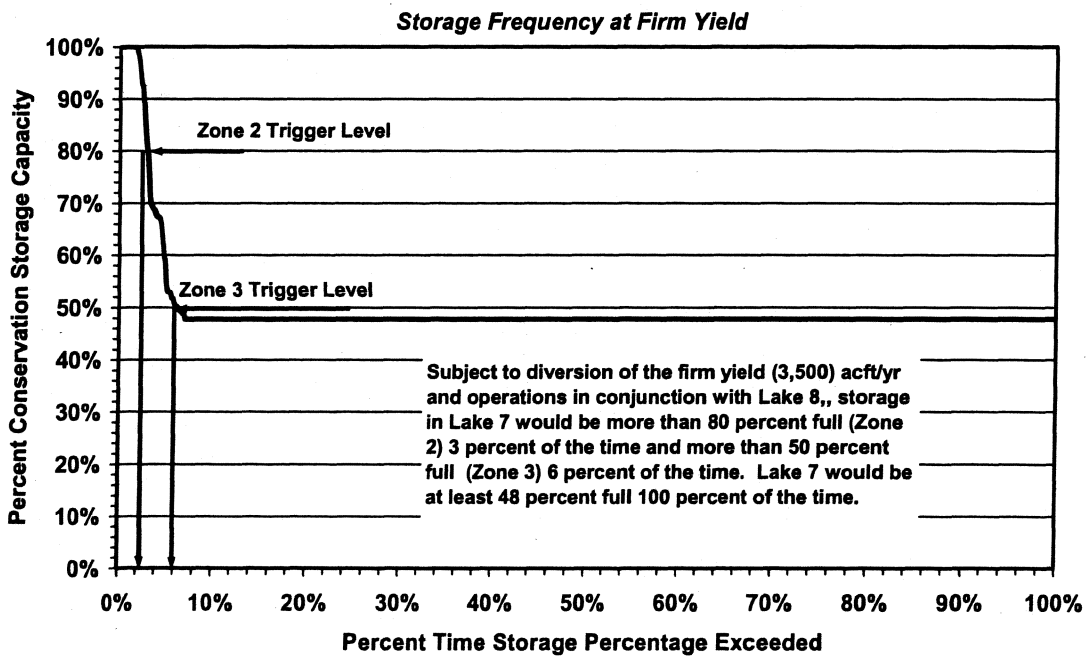 Storage Frequency at Firm Yield
Percent Conservation Storage Capacity
100%
90%
80%
70%
60%
50%
40%
30%
20%
10%
0%
Zone 2 Trigger Level
Zone 3 Trigger Level
Subject to diversion of the firm yield (3,500) acft/yr
and operations in conjunction with Lake 8,, storage
in Lake 7 would be more than 80 percent full (Zone
2) 3 percent of the time and more than 50 percent
full (Zone 3) 6 percent of the time. Lake 7 would be
at least 48 percent full 100 percent of the time.
0% 10% 20% 30% 40% 50% 60% 70% 80% 90% 100%
Percent Time Storage Percentage Exceeded